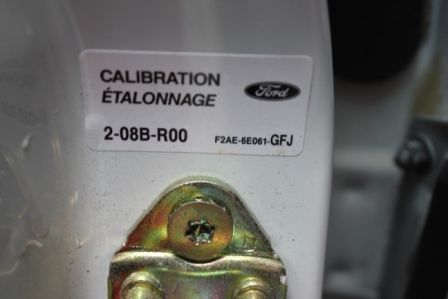 CALIBRATION
ÉTALONNAGE
Ford
2-08B-R00 F2AE-6E061-GFJ